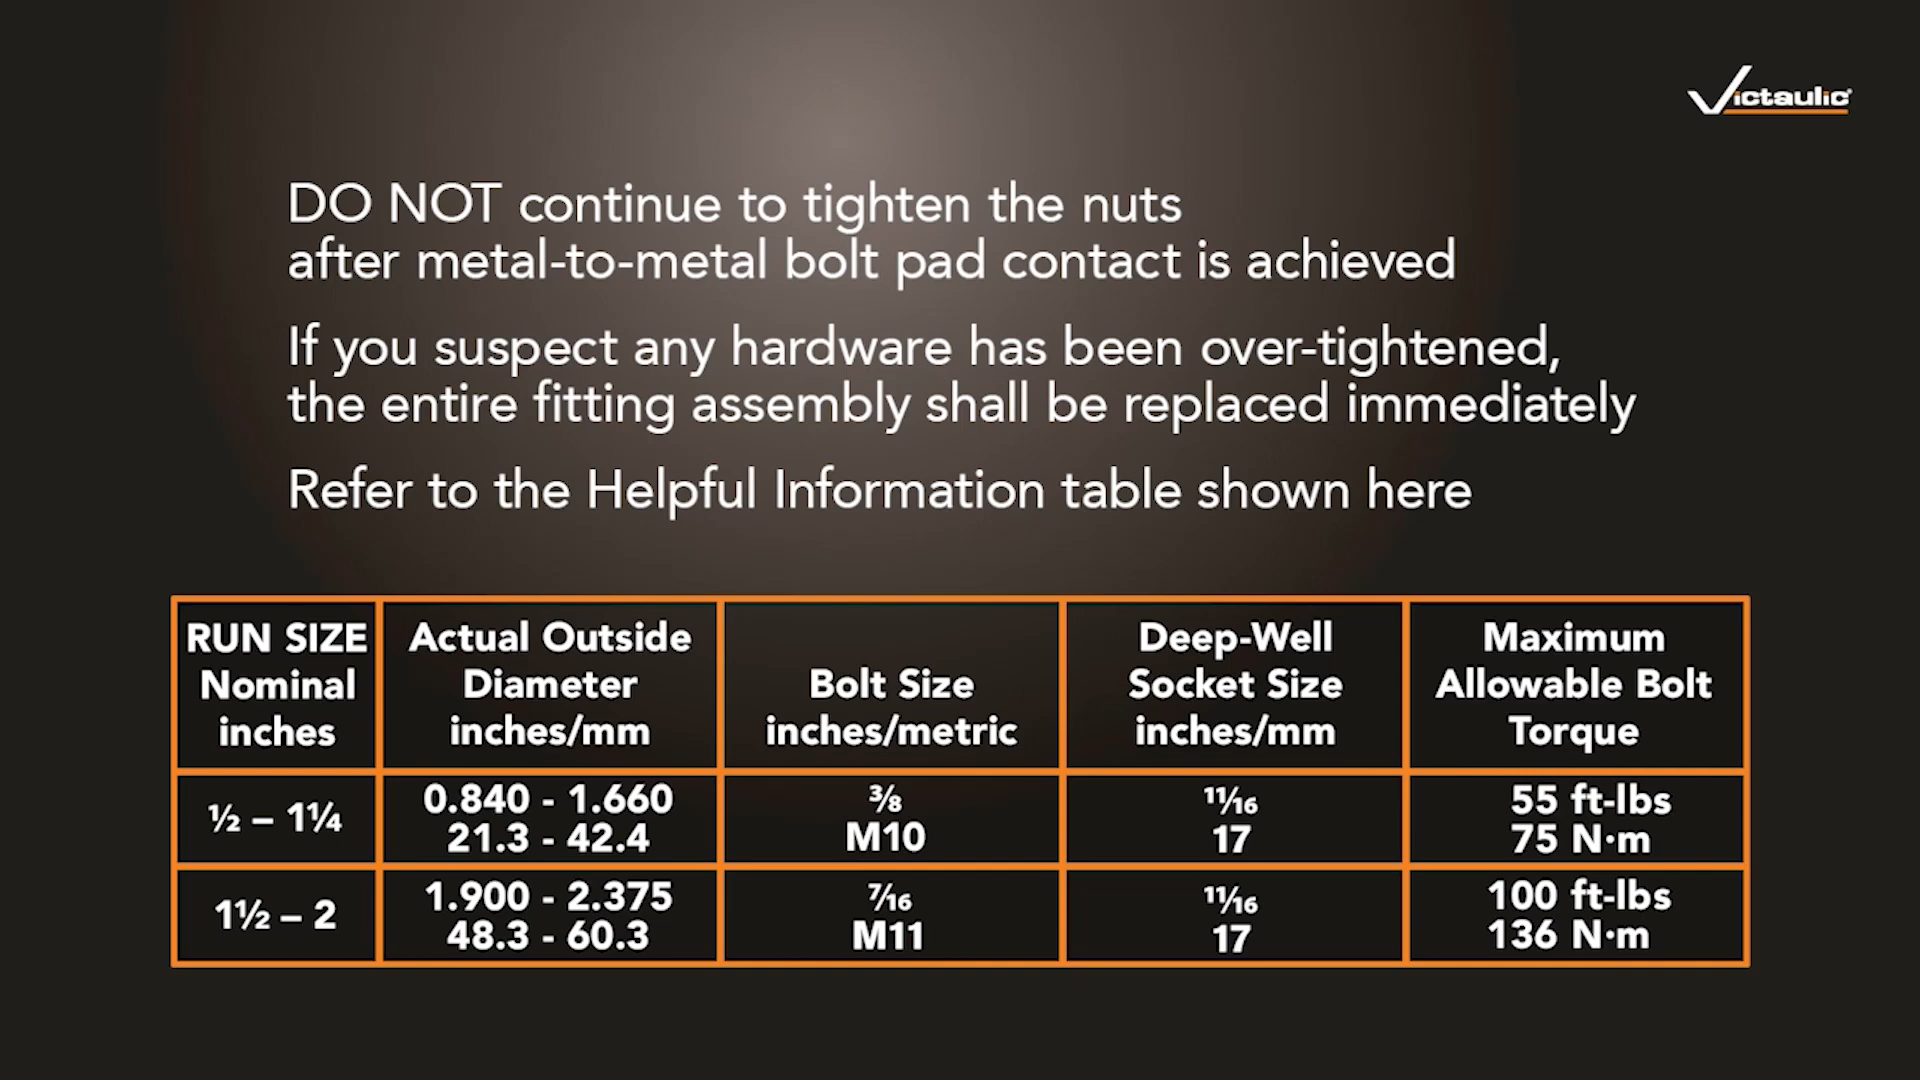 Victaulic®
DO NOT continue to tighten the nuts
after metal-to-metal bolt pad contact is achieved
If you suspect any hardware has been over-tightened,
the entire fitting assembly shall be replaced immediately
Refer to the Helpful Information table shown here
RUN SIZE
Nominal
inches
Actual Outside
Diameter
inches/mm
Bolt Size
inches/metric
Deep-Well
Socket Size
inches/mm
Maximum
Allowable Bolt
Torque
½ – 1¼
0.840 - 1.660
21.3 - 42.4
⅜
M10
11/16
17
55 ft-lbs
75 N·m
1½ – 2
1.900 - 2.375
48.3 - 60.3
7/16
M11
11/16
17
100 ft-lbs
136 N·m